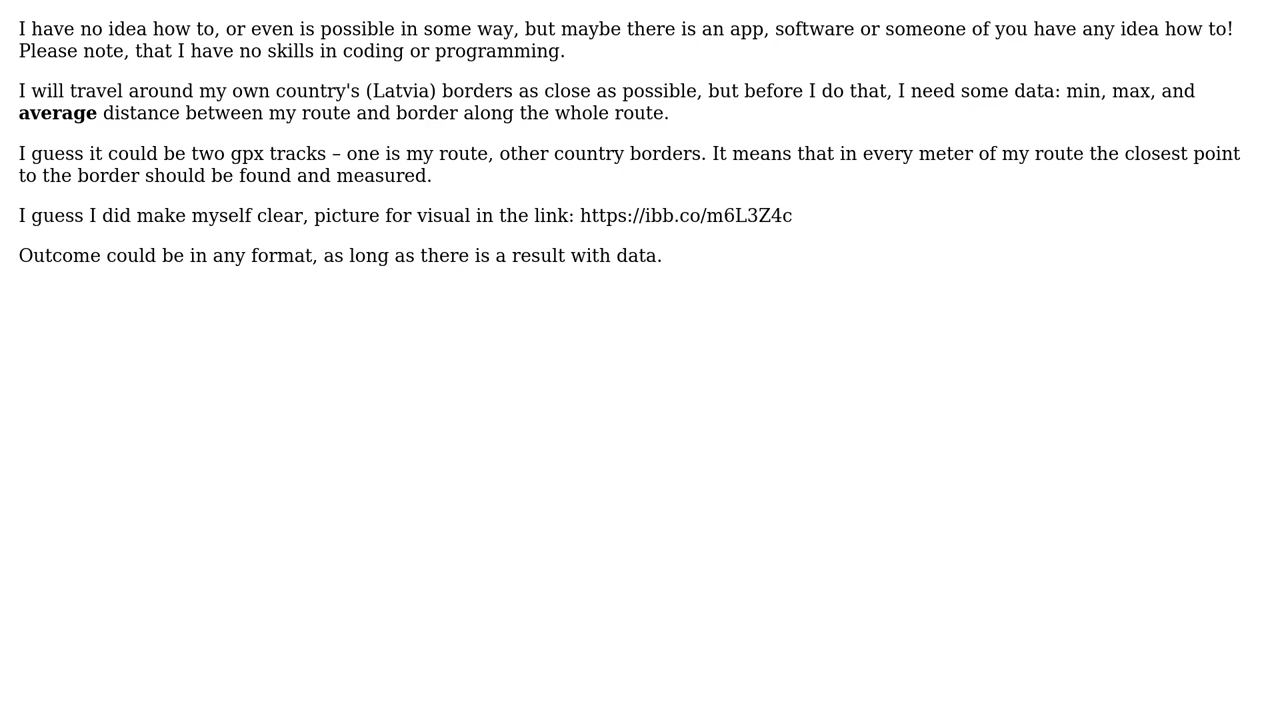 I have no idea how to, or even is possible in some way, but maybe there is an app, software or someone of you have any idea how to!
Please note, that I have no skills in coding or programming.
I will travel around my own country's (Latvia) borders as close as possible, but before I do that, I need some data: min, max, and
average distance between my route and border along the whole route.
I guess it could be two gpx tracks – one is my route, other country borders. It means that in every meter of my route the closest point
to the border should be found and measured.
I guess I did make myself clear, picture for visual in the link: https://ibb.co/m6L3Z4c
Outcome could be in any format, as long as there is a result with data.